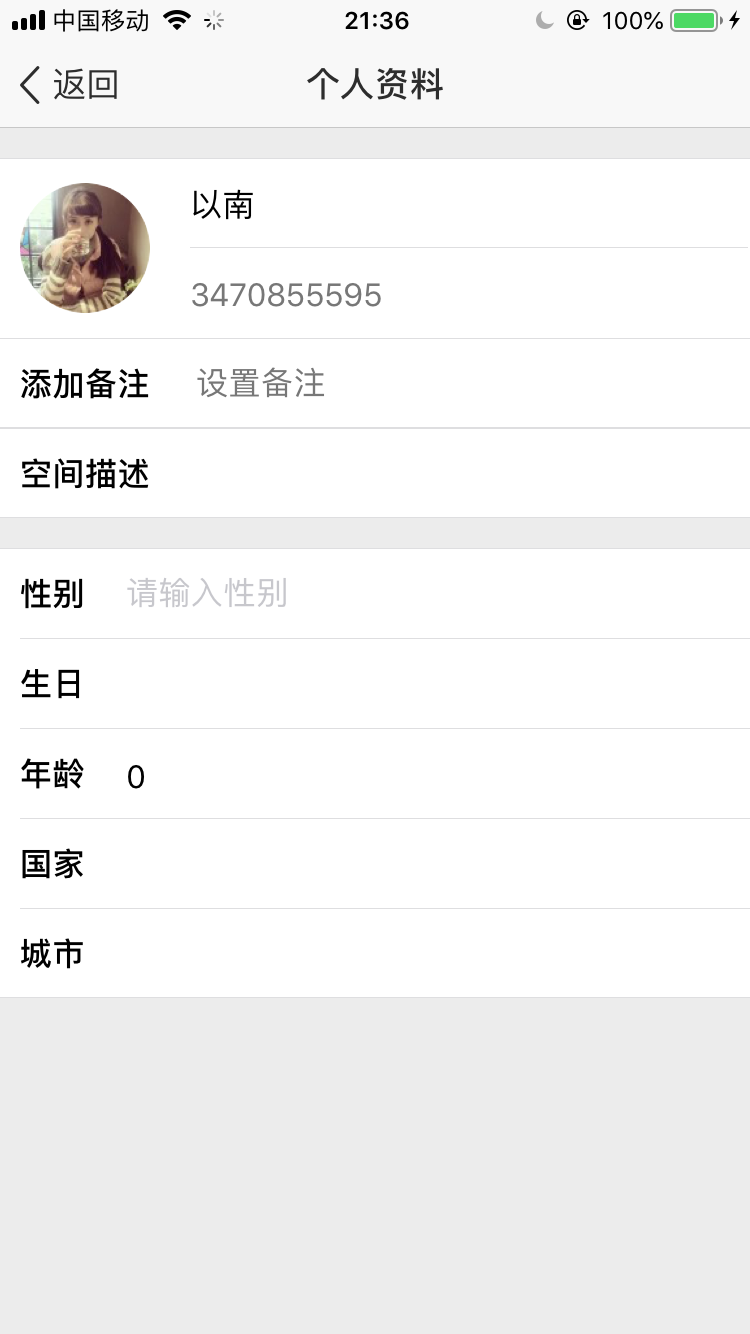 中国移动 21:36 100%
返回 个人资料
以南
3470855595
添加备注 设置备注
空间描述
性别 请输入性别
生日
年龄 0
国家
城市